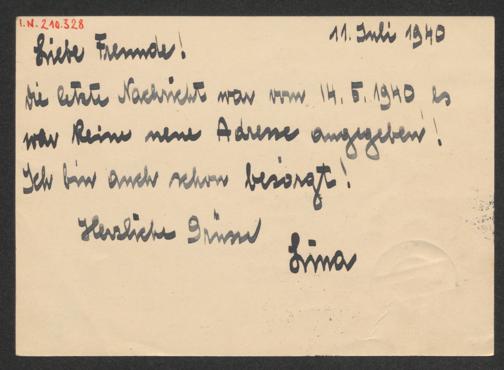 I.N. 210.328
11. Juli 1940
Liebe Freunde!
Die letzte Nachricht war vom 14. 5. 1940 es
war keine neue Adresse angegeben!
Ich bin auch schon besorgt!
Herzliche Grüsse
Lina